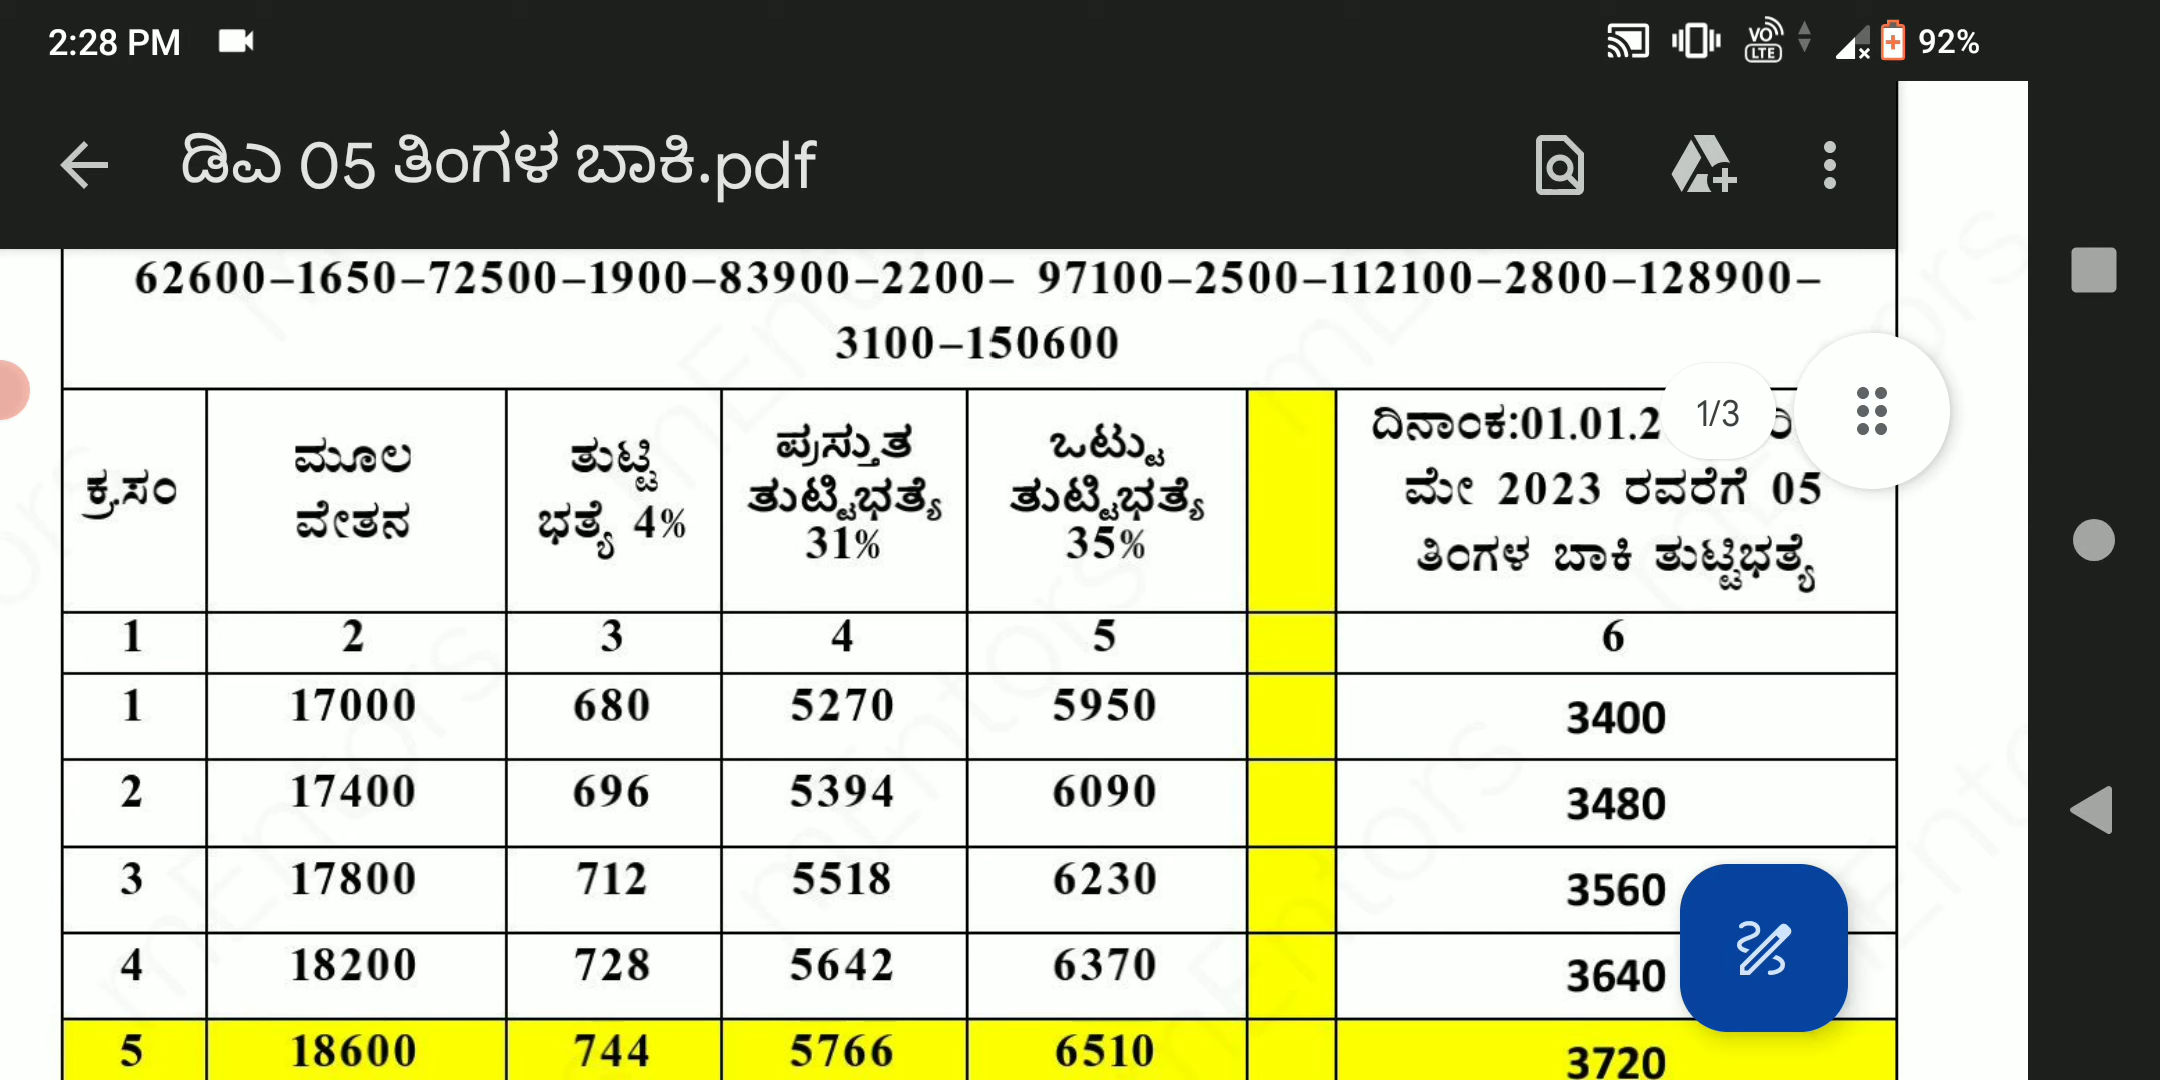 2:28 PM
VO LTE
92%
ಡಿಎ 05 ತಿಂಗಳ ಬಾಕಿ.pdf
62600–1650–72500–1900–83900–2200– 97100–2500–112100–2800–128900–
3100–150600
1/3
ಕ್ರ.ಸಂ ಮೂಲ ವೇತನ ತುಟ್ಟಿ ಭತ್ಯೆ 4% ಪ್ರಸ್ತುತ ತುಟ್ಟಿಭತ್ಯೆ 31% ಒಟ್ಟು ತುಟ್ಟಿಭತ್ಯೆ 35% ದಿನಾಂಕ:01.01.2
ಮೇ 2023 ರವರೆಗೆ 05
ತಿಂಗಳ ಬಾಕಿ ತುಟ್ಟಿಭತ್ಯೆ
1 2 3 4 5 6
1 17000 680 5270 5950 3400
2 17400 696 5394 6090 3480
3 17800 712 5518 6230 3560
4 18200 728 5642 6370 3640
5 18600 744 5766 6510 3720
mEntors